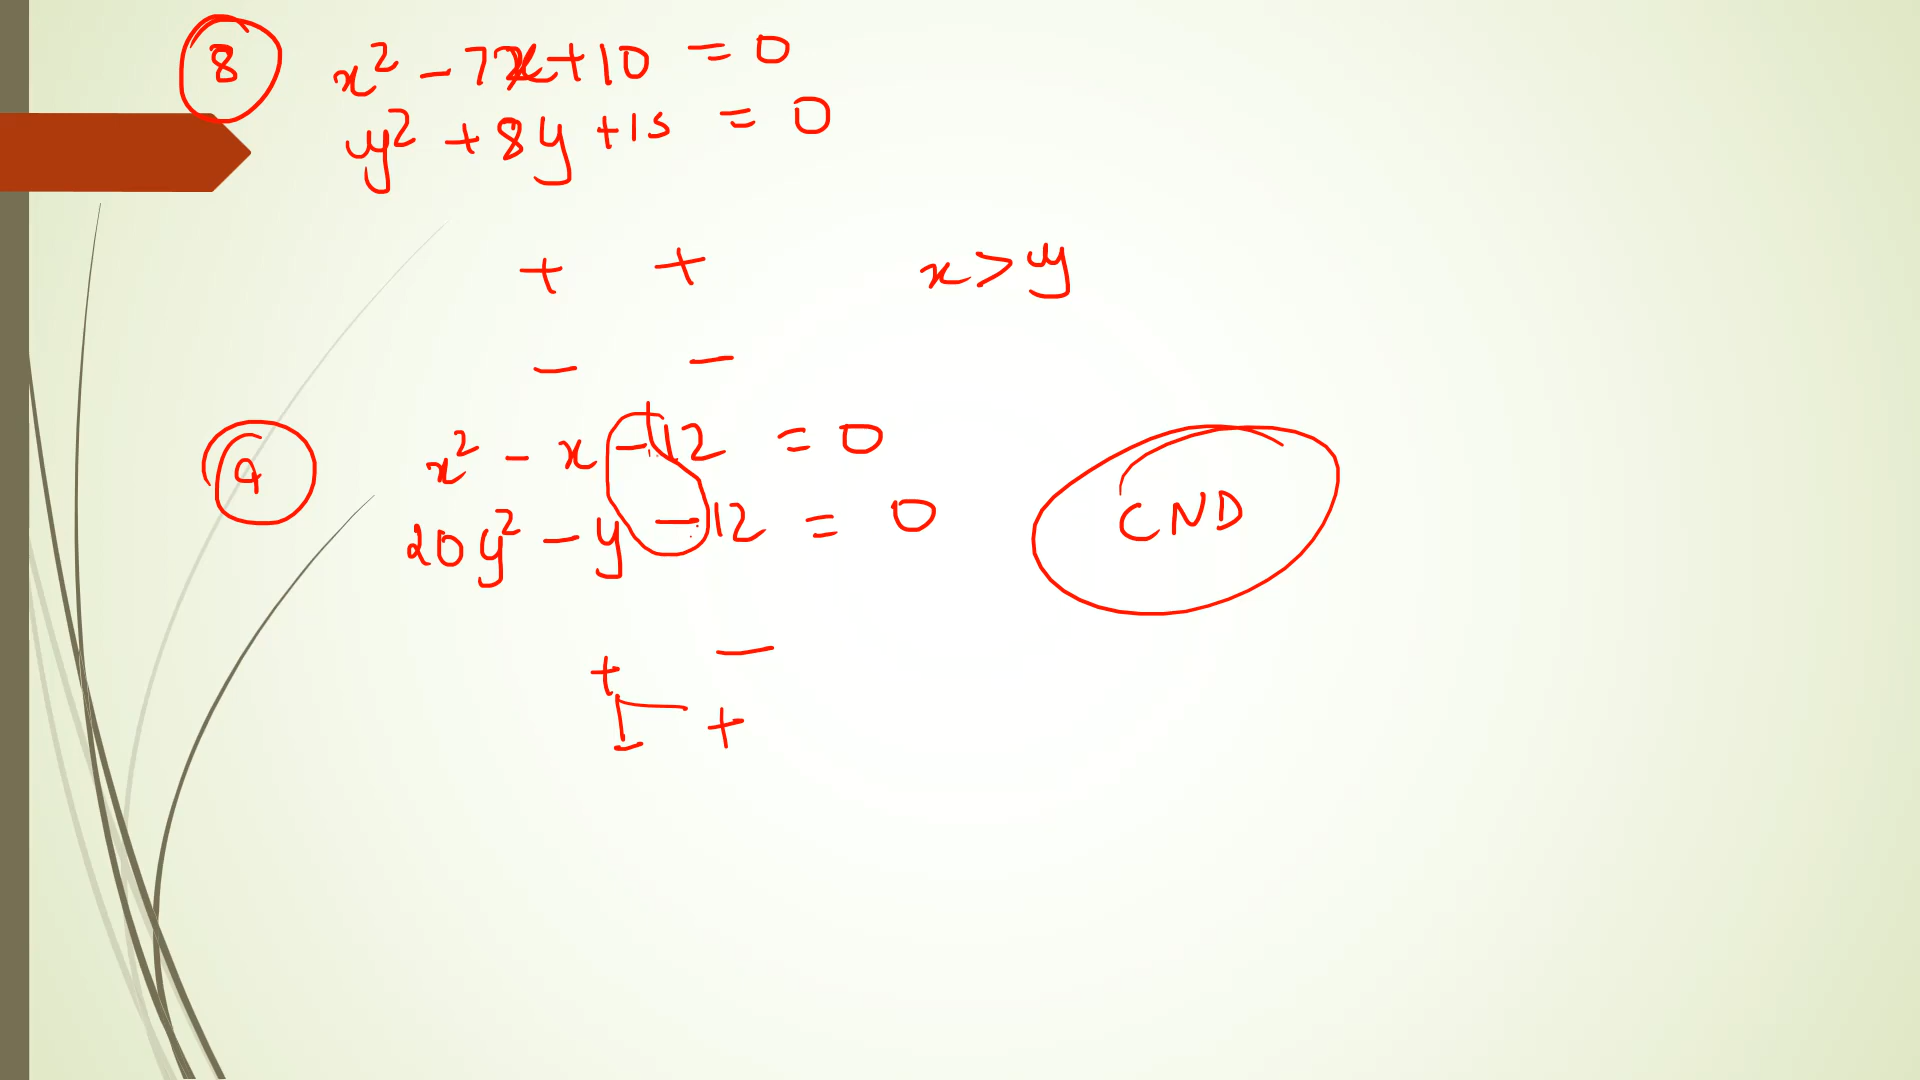 8 x² - 7x + 10 = 0
y² + 8y + 15 = 0
+ + x > y
- -
9 x² - x - 12 = 0
20y² - y - 12 = 0 CND
+ -
- +